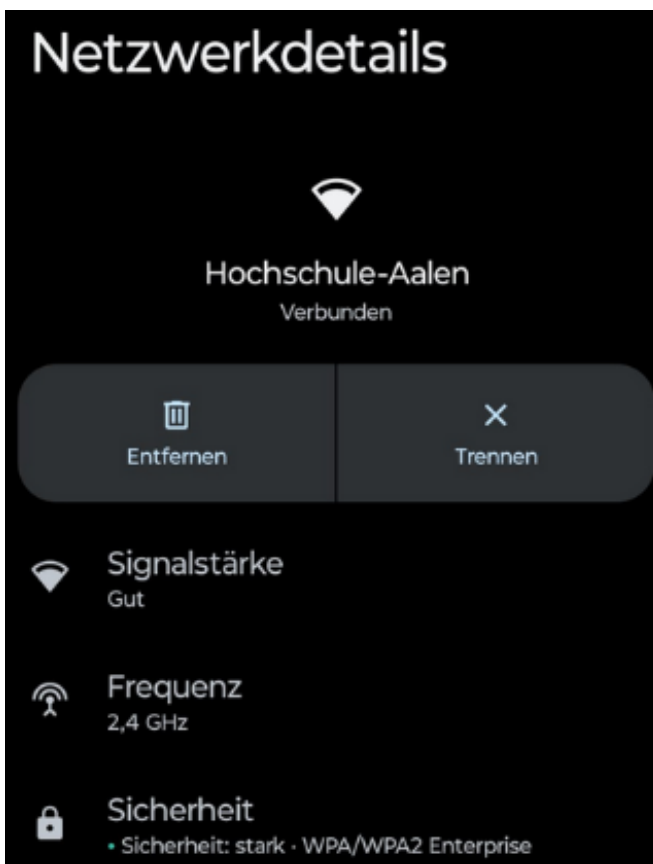 Netzwerkdetails
Hochschule-Aalen
Verbunden
Entfernen
Trennen
Signalstärke
Gut
Frequenz
2,4 GHz
Sicherheit
• Sicherheit: stark · WPA/WPA2 Enterprise